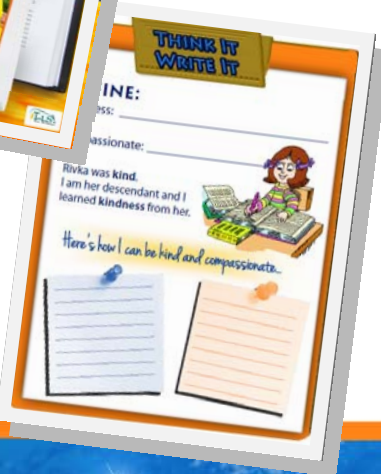 THINK IT
WRITE IT
INE:
ess:
assionate:
Rivka was kind.
I am her descendant and I
learned kindness from her.
Here's how I can be kind and compassionate...